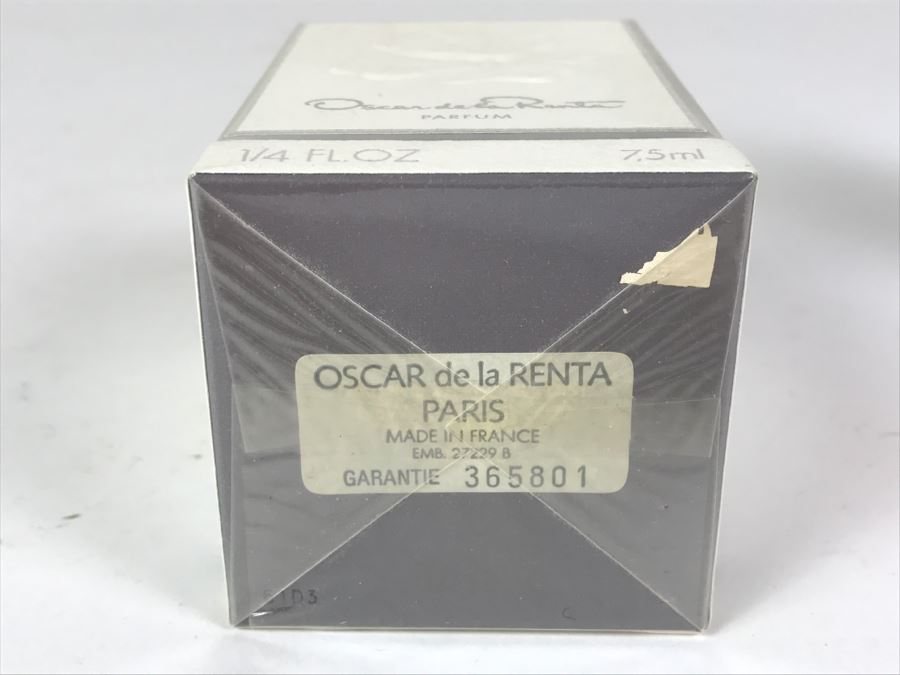 Oscar de la Renta
PARFUM
1/4 FL.OZ 7,5ml
OSCAR de la RENTA
PARIS
MADE IN FRANCE
EMB. 27229 B
GARANTIE 365801